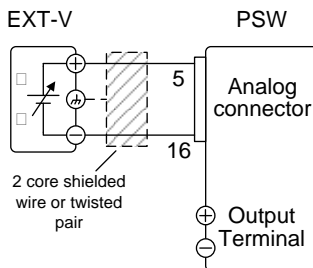 EXT-V
PSW
5
Analog
connector
16
2 core shielded
wire or twisted
pair
Output
Terminal